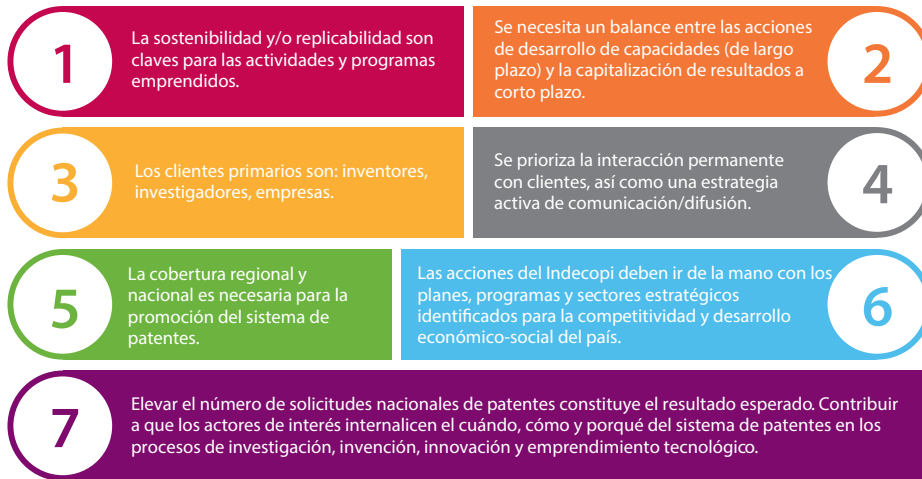 1
La sostenibilidad y/o replicabilidad son
claves para las actividades y programas
emprendidos.
Se necesita un balance entre las acciones
de desarrollo de capacidades (de largo
plazo) y la capitalización de resultados a
corto plazo.
2
3
Los clientes primarios son: inventores,
investigadores, empresas.
Se prioriza la interacción permanente
con clientes, así como una estrategia
activa de comunicación/difusión.
4
5
La cobertura regional y
nacional es necesaria para la
promoción del sistema de
patentes.
Las acciones del Indecopi deben ir de la mano con los
planes, programas y sectores estratégicos
identificados para la competitividad y desarrollo
económico-social del país.
6
7
Elevar el número de solicitudes nacionales de patentes constituye el resultado esperado. Contribuir
a que los actores de interés internalicen el cuándo, cómo y porqué del sistema de patentes en los
procesos de investigación, invención, innovación y emprendimiento tecnológico.